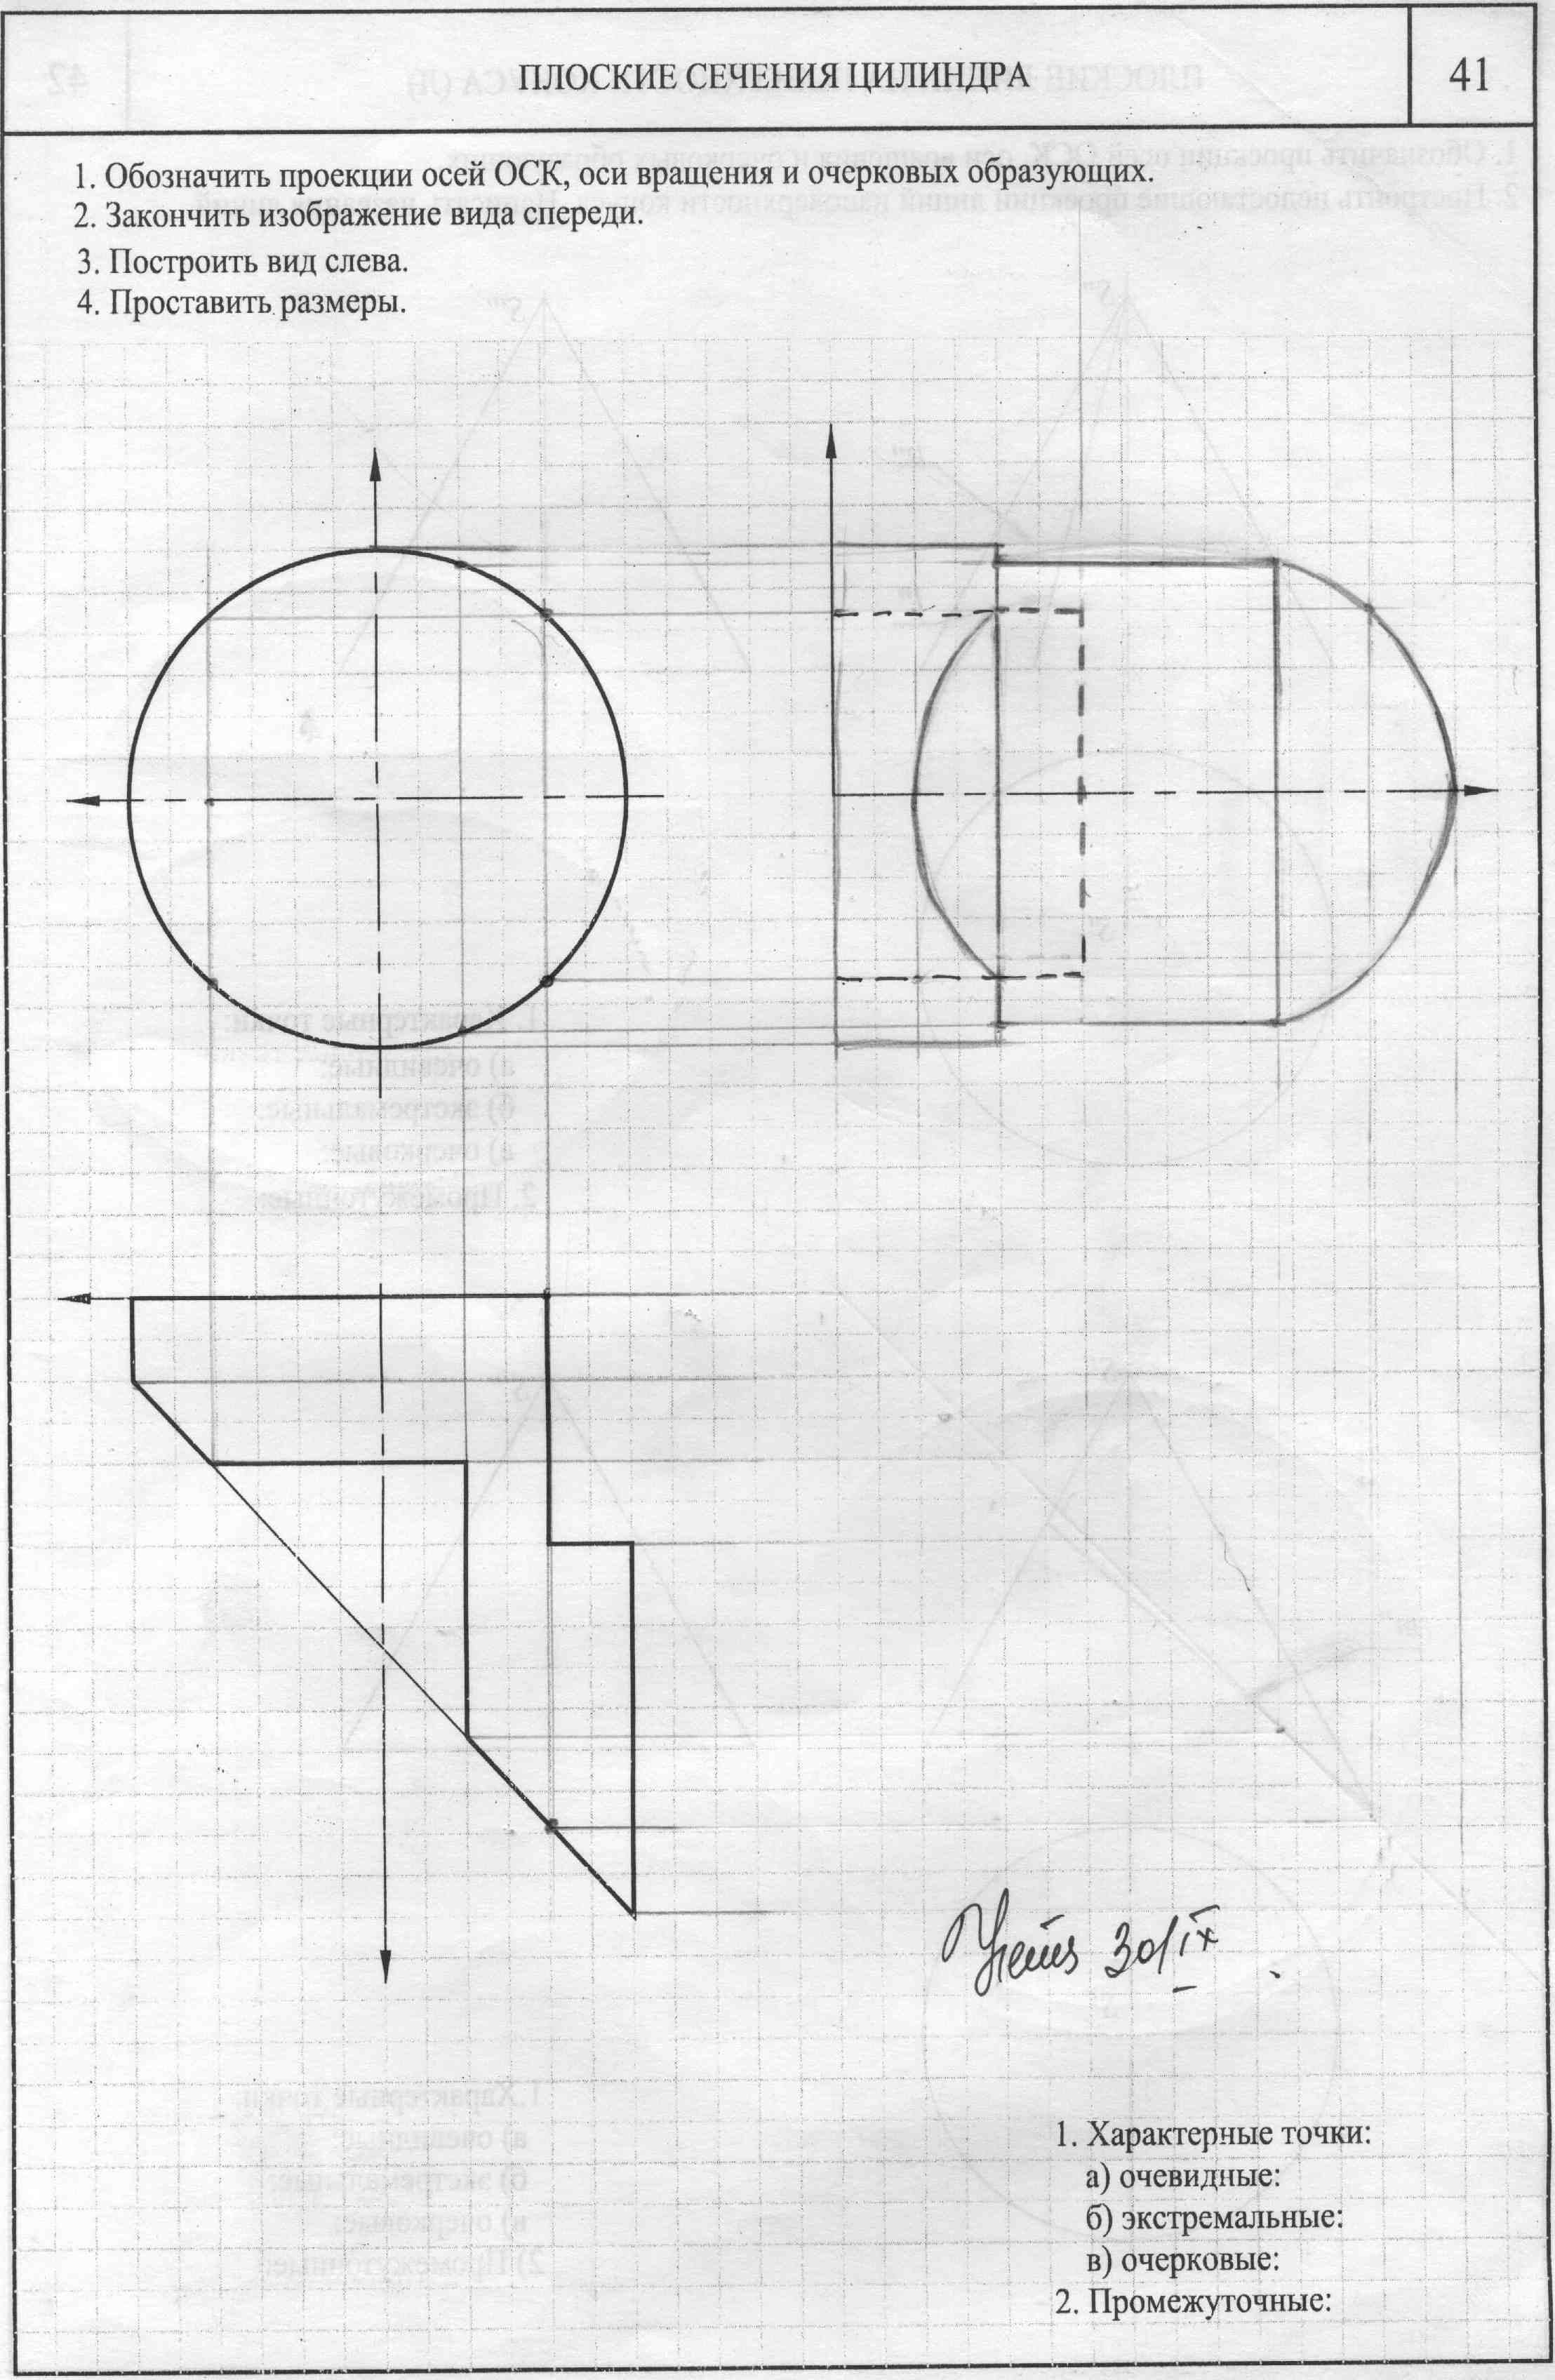 ПЛОСКИЕ СЕЧЕНИЯ ЦИЛИНДРА
41
1. Обозначить проекции осей ОСК, оси вращения и очерковых образующих.
2. Закончить изображение вида спереди.
3. Построить вид слева.
4. Проставить размеры.
30/IX
1. Характерные точки:
а) очевидные:
б) экстремальные:
в) очерковые:
2. Промежуточные: